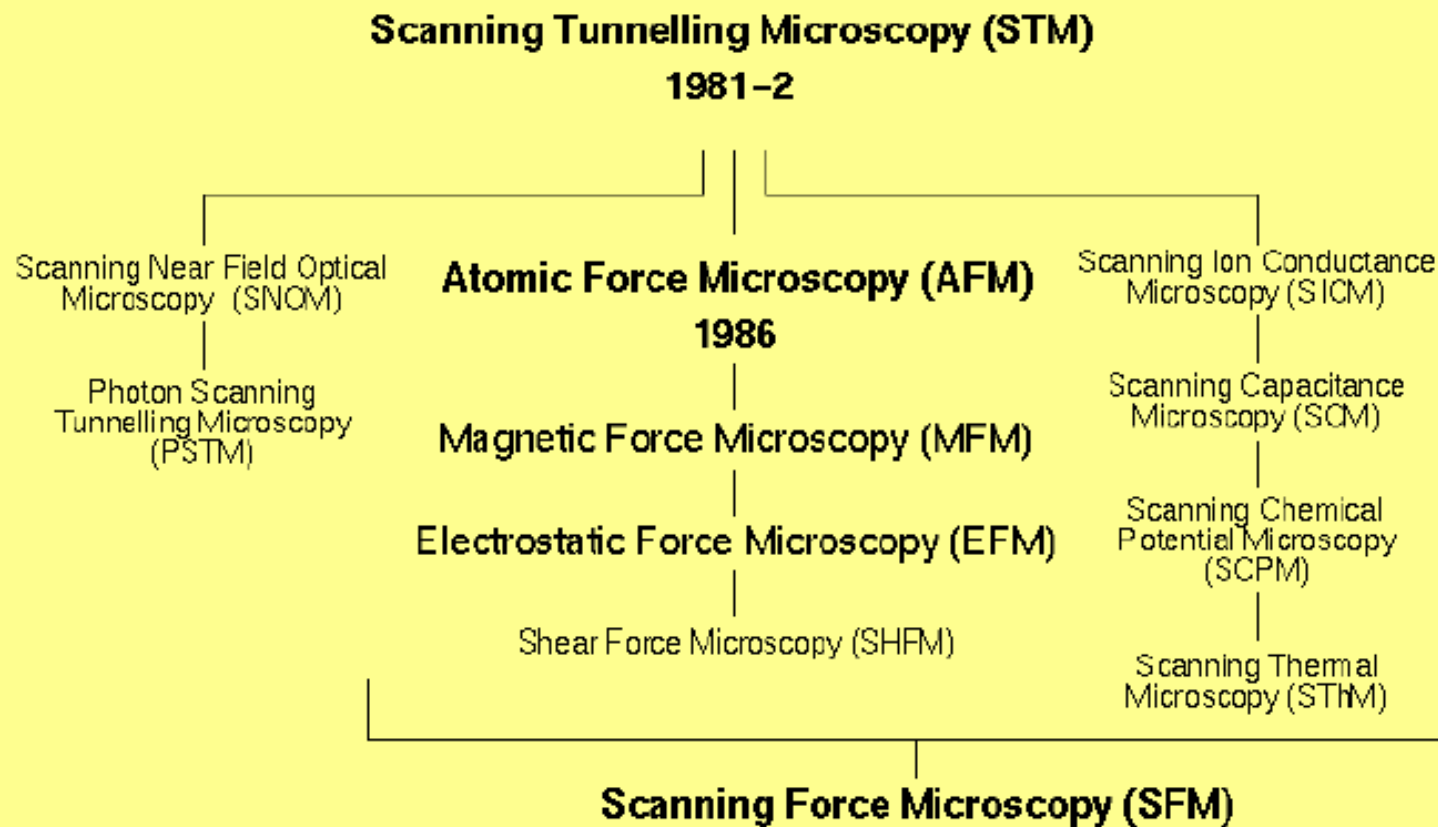 Scanning Tunnelling Microscopy (STM)
1981–2
Scanning Near Field Optical
Microscopy (SNOM)
Photon Scanning
Tunnelling Microscopy
(PSTM)
Atomic Force Microscopy (AFM)
1986
Magnetic Force Microscopy (MFM)
Electrostatic Force Microscopy (EFM)
Shear Force Microscopy (SHFM)
Scanning Ion Conductance
Microscopy (SICM)
Scanning Capacitance
Microscopy (SCM)
Scanning Chemical
Potential Microscopy
(SCPM)
Scanning Thermal
Microscopy (SThM)
Scanning Force Microscopy (SFM)